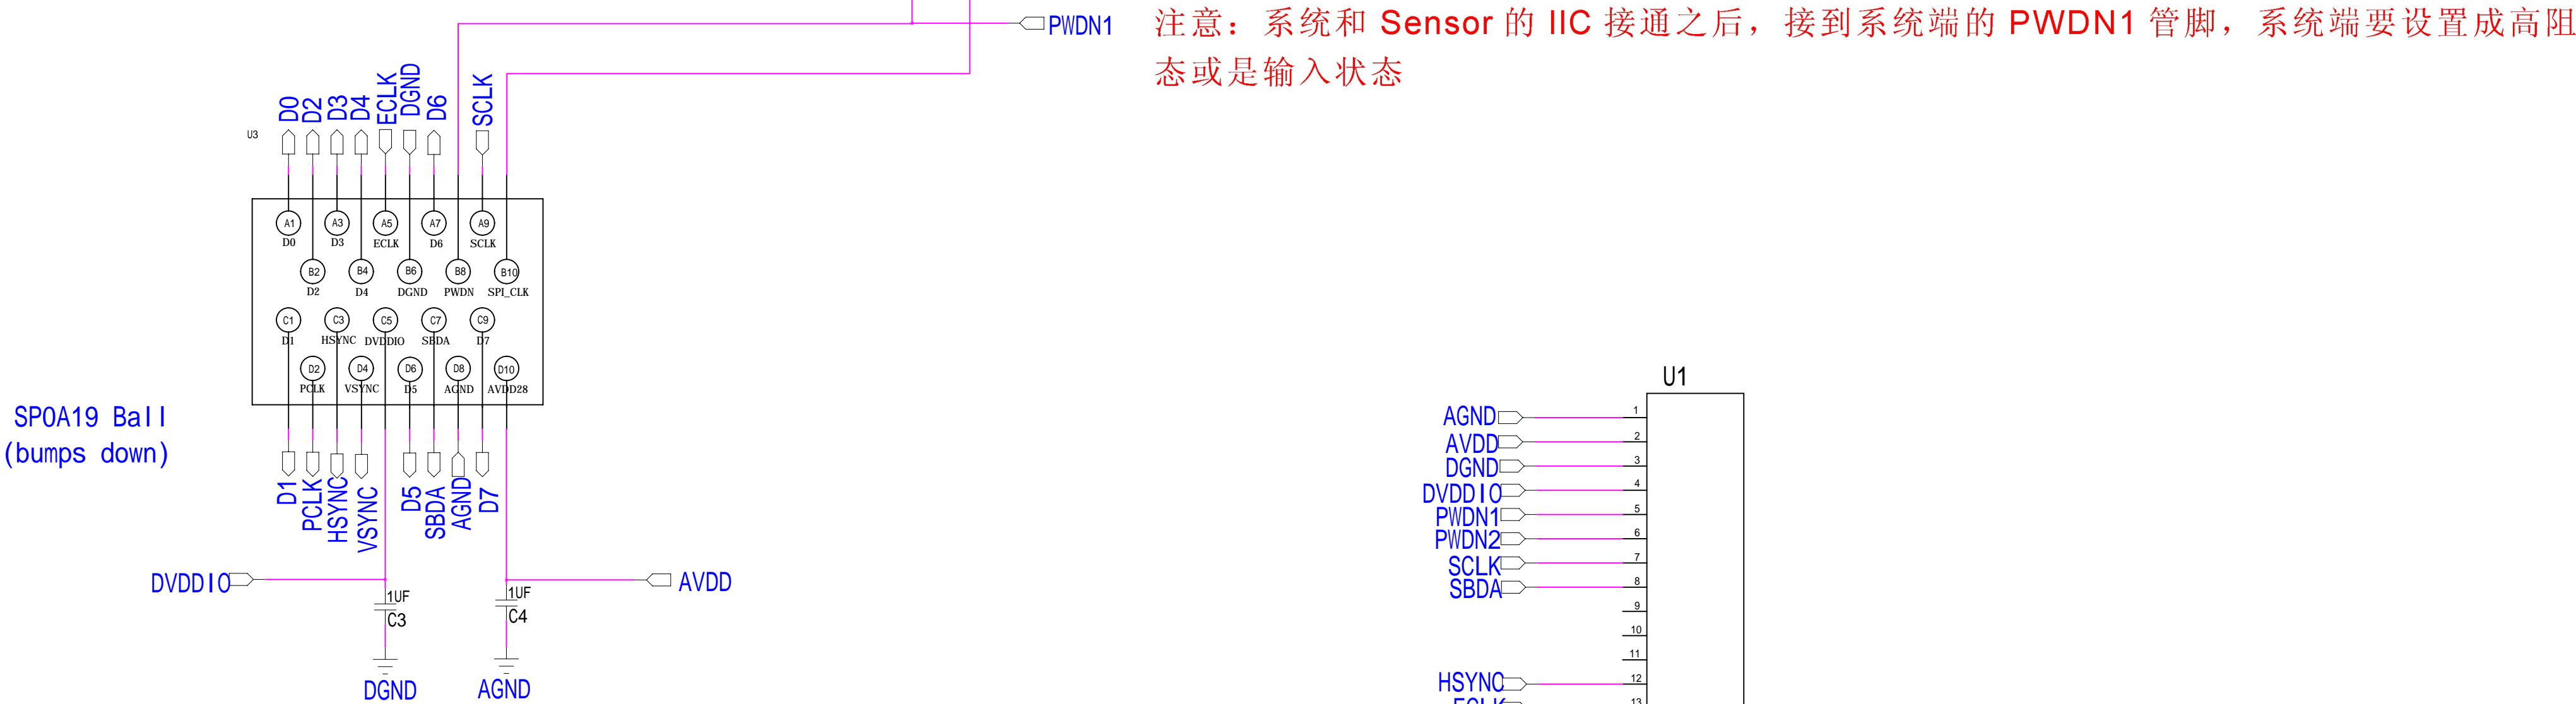 PWDN1
注意：系统和 Sensor 的 IIC 接通之后，接到系统端的 PWDN1 管脚，系统端要设置成高阻
态或是输入状态
D0 D2 D3 D4 ECLK DGND D6 SCLK
U3
A1 A3 A5 A7 A9
D0 D3 ECLK D6 SCLK
B2 B4 B6 B8 B10
D2 D4 DGND PWDN SPI_CLK
C1 C3 C5 C7 C9
D1 HSYNC DVDDIO SBDA D7
D2 D4 D6 D8 D10
PCLK VSYNC D5 AGND AVDD28
SP0A19 Ball
(bumps down)
D1 PCLK HSYNC VSYNC D5 SBDA AGND D7
DVDDIO
AVDD
1UF
C3
1UF
C4
DGND
AGND
U1
AGND 1
AVDD 2
DGND 3
DVDDIO 4
PWDN1 5
PWDN2 6
SCLK 7
SBDA 8
9
10
11
HSYNC 12
ECLK 13